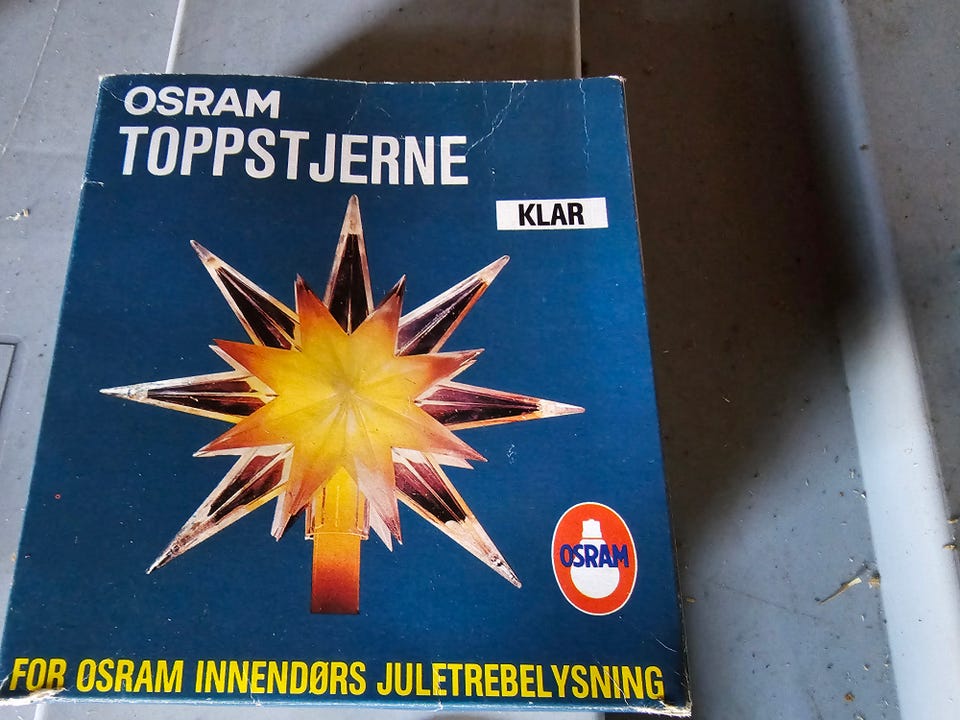 OSRAM
TOPPSTJERNE
KLAR
OSRAM
FOR OSRAM INNENDØRS JULETREBELYSNING